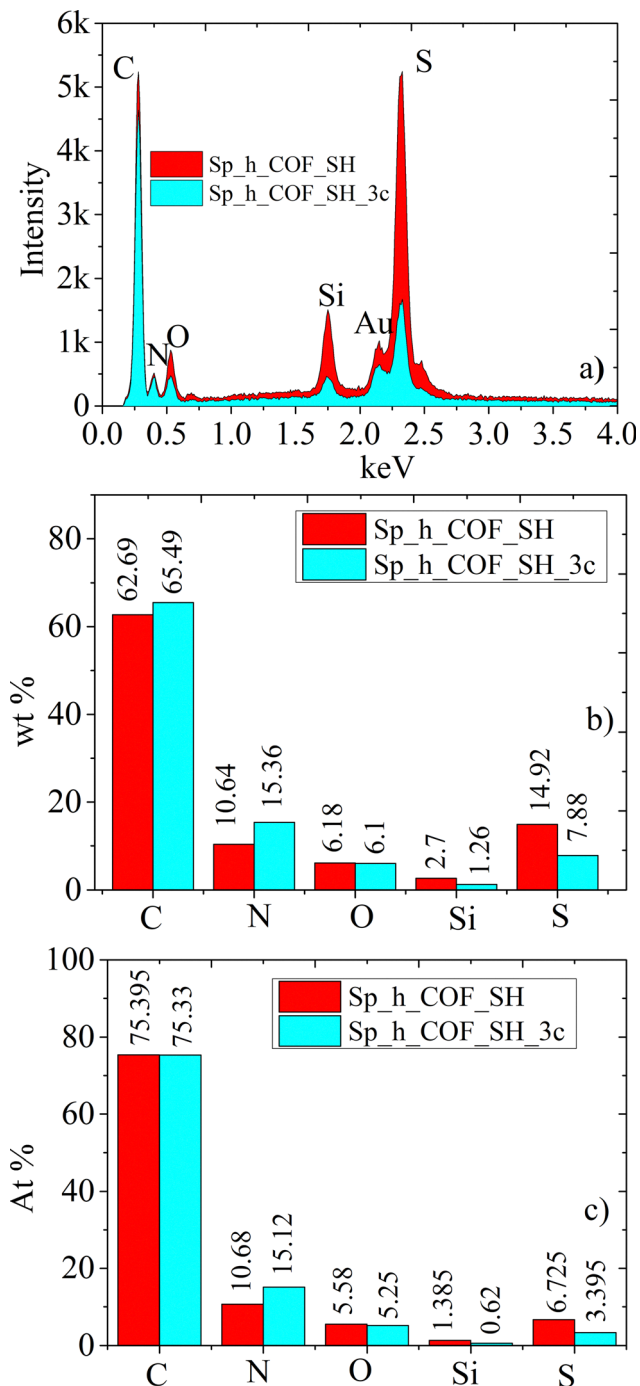 6k
5k
4k
3k
2k
1k
0
Intensity
C
S
Sp_h_COF_SH
Sp_h_COF_SH_3c
Si
Au
N
O
a)
0.0 0.5 1.0 1.5 2.0 2.5 3.0 3.5 4.0
keV
80
60
40
20
0
wt %
Sp_h_COF_SH
Sp_h_COF_SH_3c
b)
62.69 65.49
10.64 15.36
6.18 6.1
2.7 1.26
14.92 7.88
C N O Si S
100
80
60
40
20
0
At %
Sp_h_COF_SH
Sp_h_COF_SH_3c
c)
75.395 75.33
10.68 15.12
5.58 5.25
1.385 0.62
6.725 3.395
C N O Si S